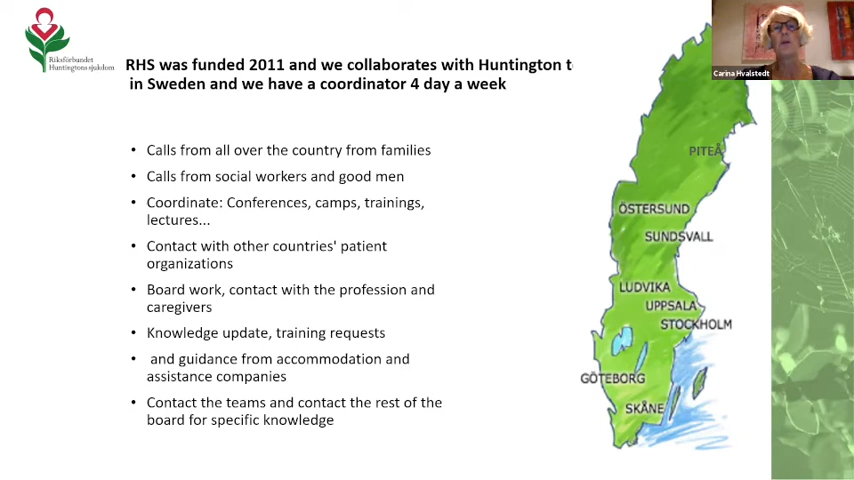 Riksförbundet
Huntingtons sjukdom
RHS was funded 2011 and we collaborates with Huntington t
in Sweden and we have a coordinator 4 day a week
Carina Hvalstedt
• Calls from all over the country from families
• Calls from social workers and good men
• Coordinate: Conferences, camps, trainings,
lectures...
• Contact with other countries' patient
organizations
• Board work, contact with the profession and
caregivers
• Knowledge update, training requests
• and guidance from accommodation and
assistance companies
• Contact the teams and contact the rest of the
board for specific knowledge
PITEÅ
ÖSTERSUND
SUNDSVALL
LUDVIKA
UPPSALA
STOCKHOLM
GÖTEBORG
SKÅNE